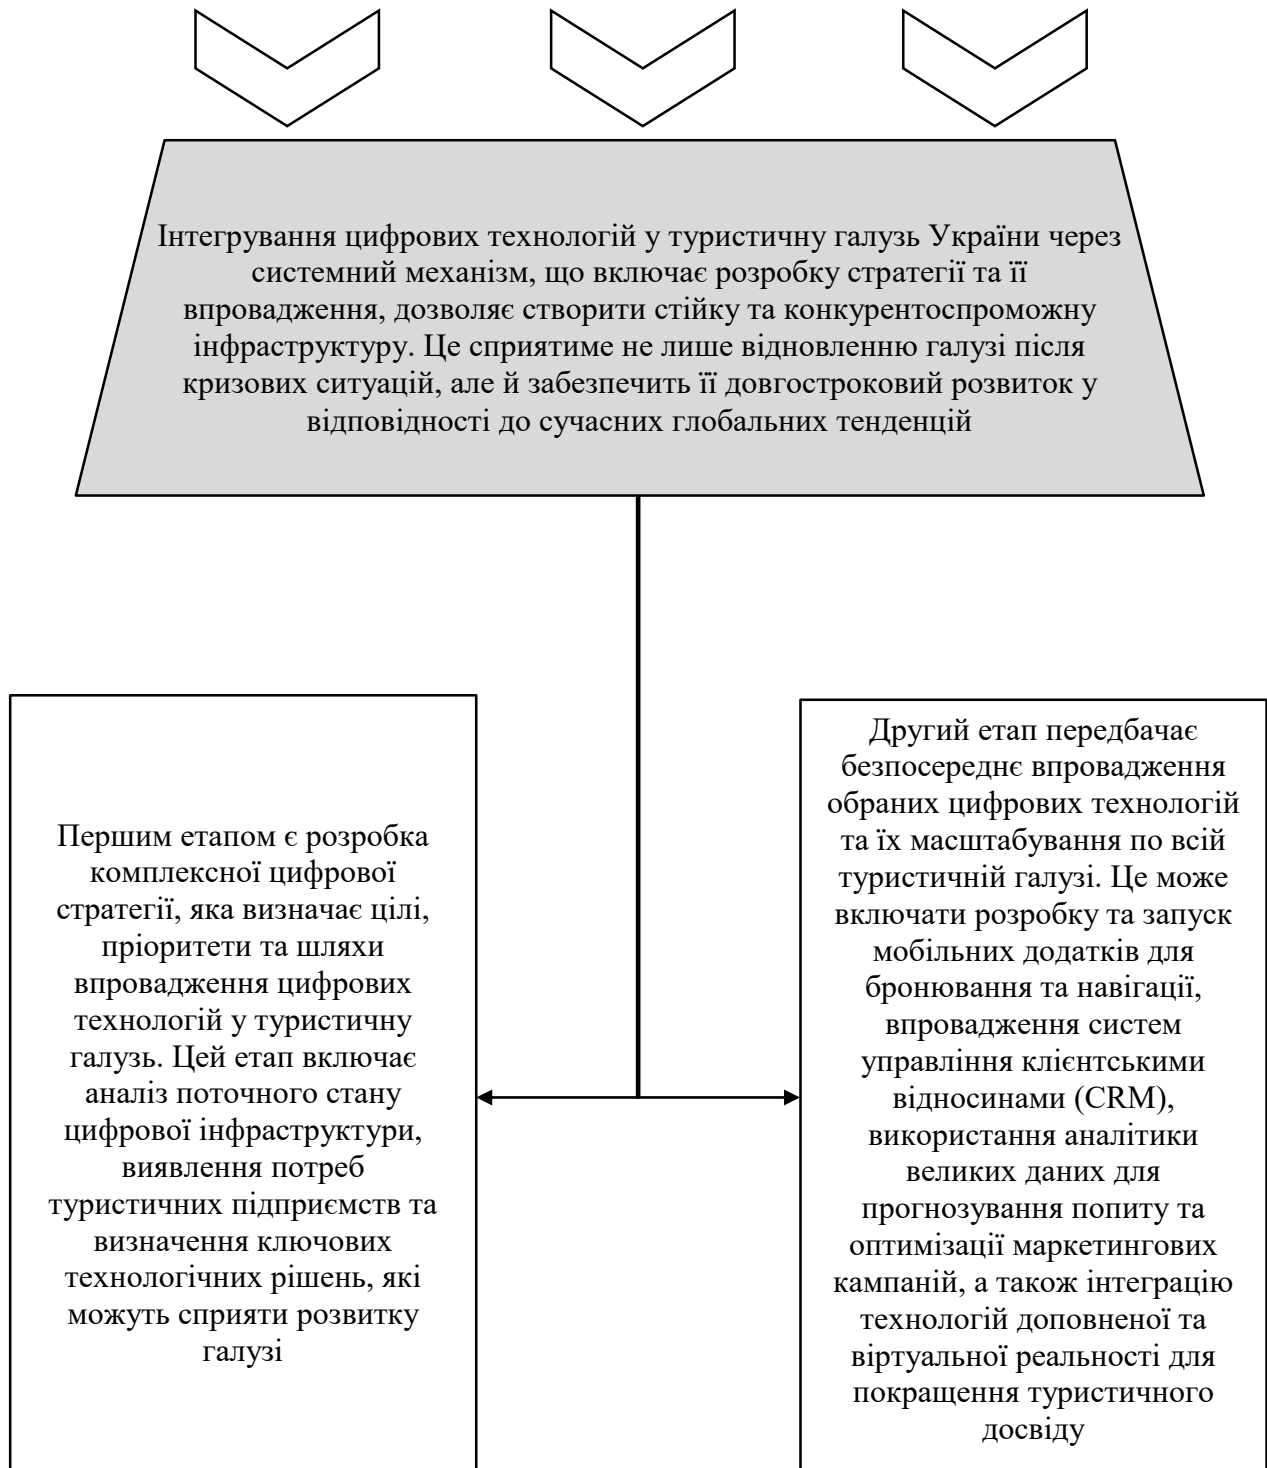 Інтегрування цифрових технологій у туристичну галузь України через
системний механізм, що включає розробку стратегії та її
впровадження, дозволяє створити стійку та конкурентоспроможну
інфраструктуру. Це сприятиме не лише відновленню галузі після
кризових ситуацій, але й забезпечить її довгостроковий розвиток у
відповідності до сучасних глобальних тенденцій
Першим етапом є розробка
комплексної цифрової
стратегії, яка визначає цілі,
пріоритети та шляхи
впровадження цифрових
технологій у туристичну
галузь. Цей етап включає
аналіз поточного стану
цифрової інфраструктури,
виявлення потреб
туристичних підприємств та
визначення ключових
технологічних рішень, які
можуть сприяти розвитку
галузі
Другий етап передбачає
безпосереднє впровадження
обраних цифрових технологій
та їх масштабування по всій
туристичній галузі. Це може
включати розробку та запуск
мобільних додатків для
бронювання та навігації,
впровадження систем
управління клієнтськими
відносинами (CRM),
використання аналітики
великих даних для
прогнозування попиту та
оптимізації маркетингових
кампаній, а також інтеграцію
технологій доповненої та
віртуальної реальності для
покращення туристичного
досвіду